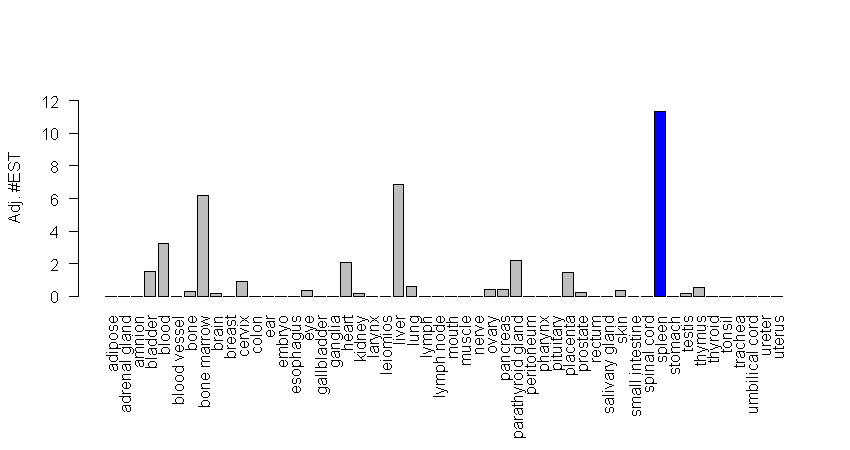 Adj. #EST
12
10
8
6
4
2
0
adipose
adrenal gland
amnion
bladder
blood
blood vessel
bone
bone marrow
brain
breast
cervix
colon
ear
embryo
esophagus
eye
gallbladder
ganglia
heart
kidney
larynx
leiomios
liver
lung
lymph
lymph node
mouth
muscle
nerve
ovary
pancreas
parathyroid gland
peritoneum
pharynx
pituitary
placenta
prostate
rectum
salivary gland
skin
small intestine
spinal cord
spleen
stomach
testis
thymus
thyroid
tonsil
trachea
umbilical cord
ureter
uterus